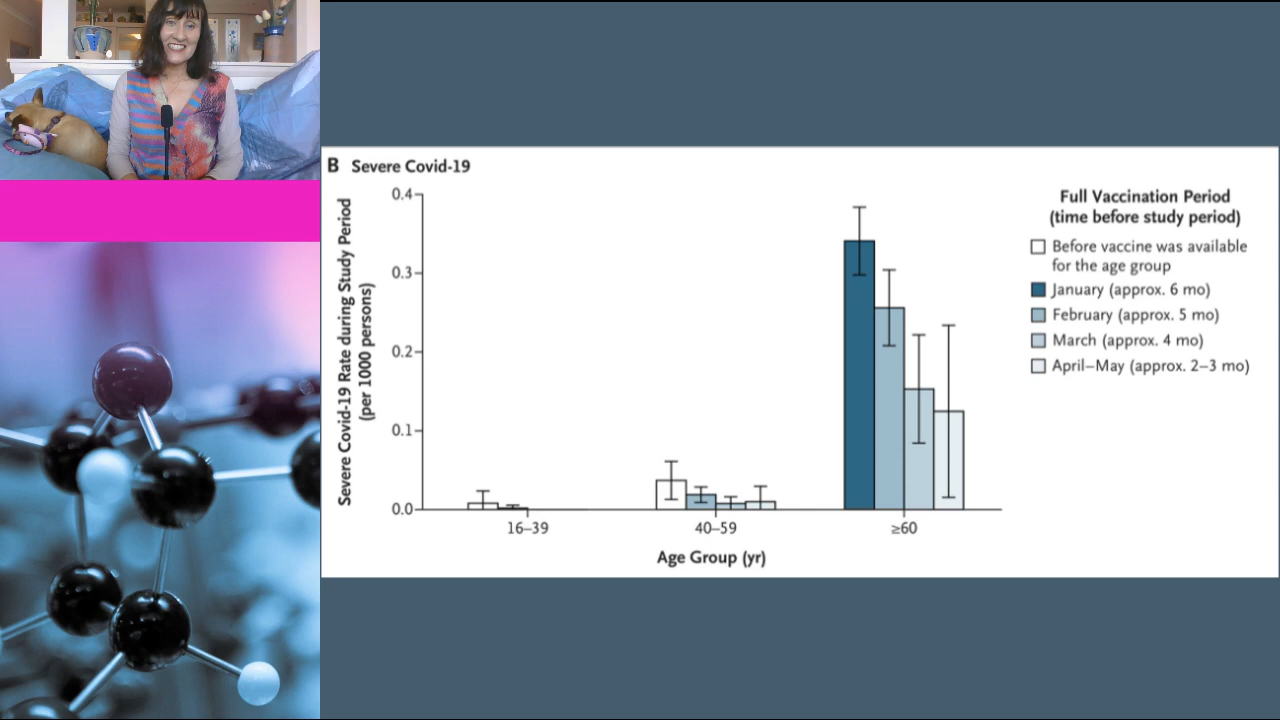 B Severe Covid-19
Severe Covid-19 Rate during Study Period
(per 1000 persons)
0.4
0.3
0.2
0.1
0.0
16–39
40–59
≥60
Age Group (yr)
Full Vaccination Period
(time before study period)
Before vaccine was available
for the age group
January (approx. 6 mo)
February (approx. 5 mo)
March (approx. 4 mo)
April–May (approx. 2–3 mo)